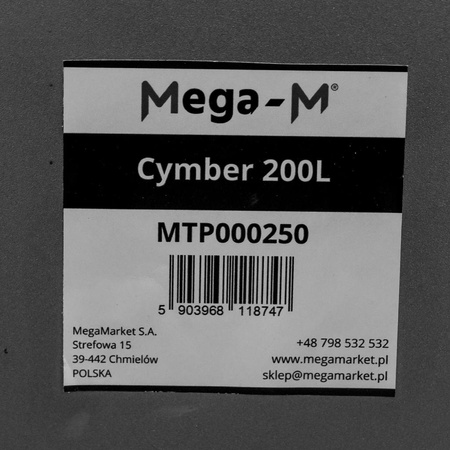 Mega-M®
Cymber 200L
MTP000250
5 903968 118747
MegaMarket S.A.
Strefowa 15
39-442 Chmielów
POLSKA
+48 798 532 532
www.megamarket.pl
sklep@megamarket.pl